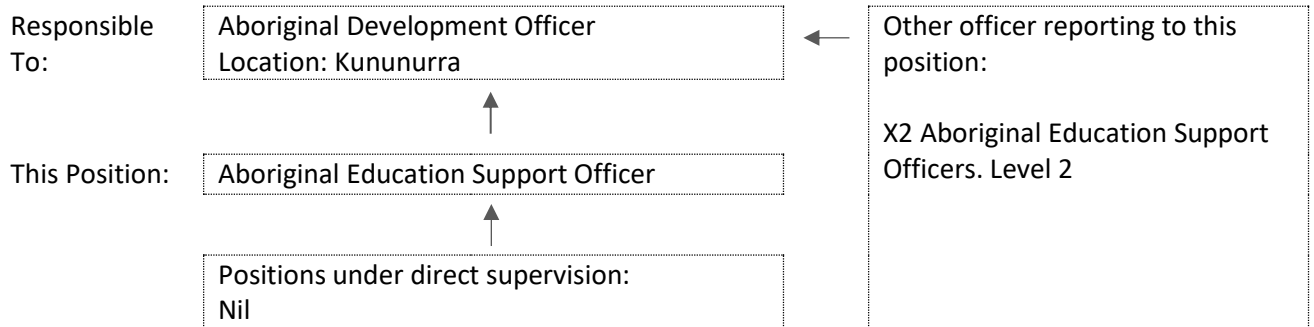 Responsible
To:
Aboriginal Development Officer
Location: Kununurra
Other officer reporting to this
position:
X2 Aboriginal Education Support
Officers. Level 2
This Position:
Aboriginal Education Support Officer
Positions under direct supervision:
Nil